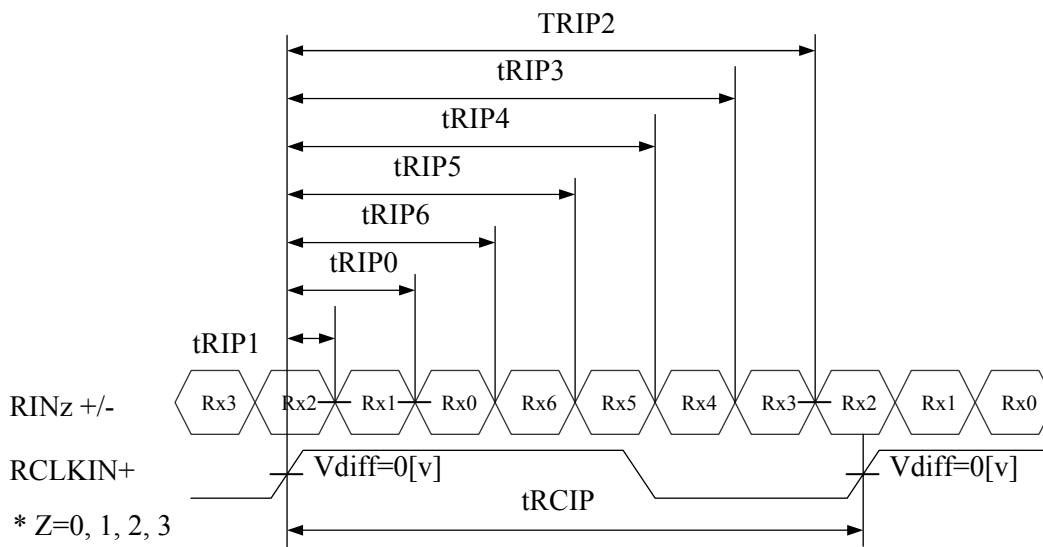 TRIP2
tRIP3
tRIP4
tRIP5
tRIP6
tRIP0
tRIP1
RINz +/- Rx3 Rx2 Rx1 Rx0 Rx6 Rx5 Rx4 Rx3 Rx2 Rx1 Rx0
RCLKIN+ Vdiff=0[v] Vdiff=0[v]
tRCIP
* Z=0, 1, 2, 3